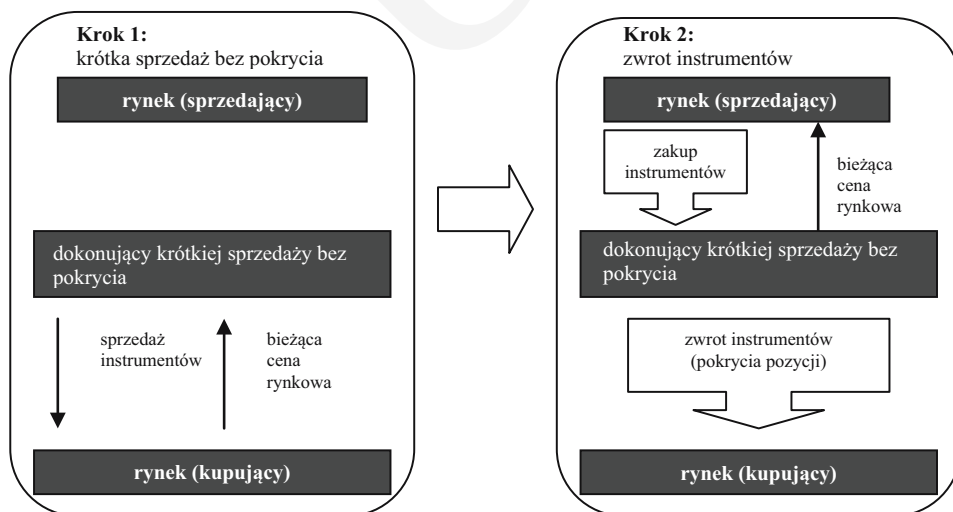 Krok 1:
krótka sprzedaż bez pokrycia
rynek (sprzedający)
dokonujący krótkiej sprzedaży bez
pokrycia
sprzedaż
instrumentów
bieżąca
cena
rynkowa
rynek (kupujący)
Krok 2:
zwrot instrumentów
rynek (sprzedający)
zakup
instrumentów
bieżąca
cena
rynkowa
dokonujący krótkiej sprzedaży bez
pokrycia
zwrot instrumentów
(pokrycia pozycji)
rynek (kupujący)